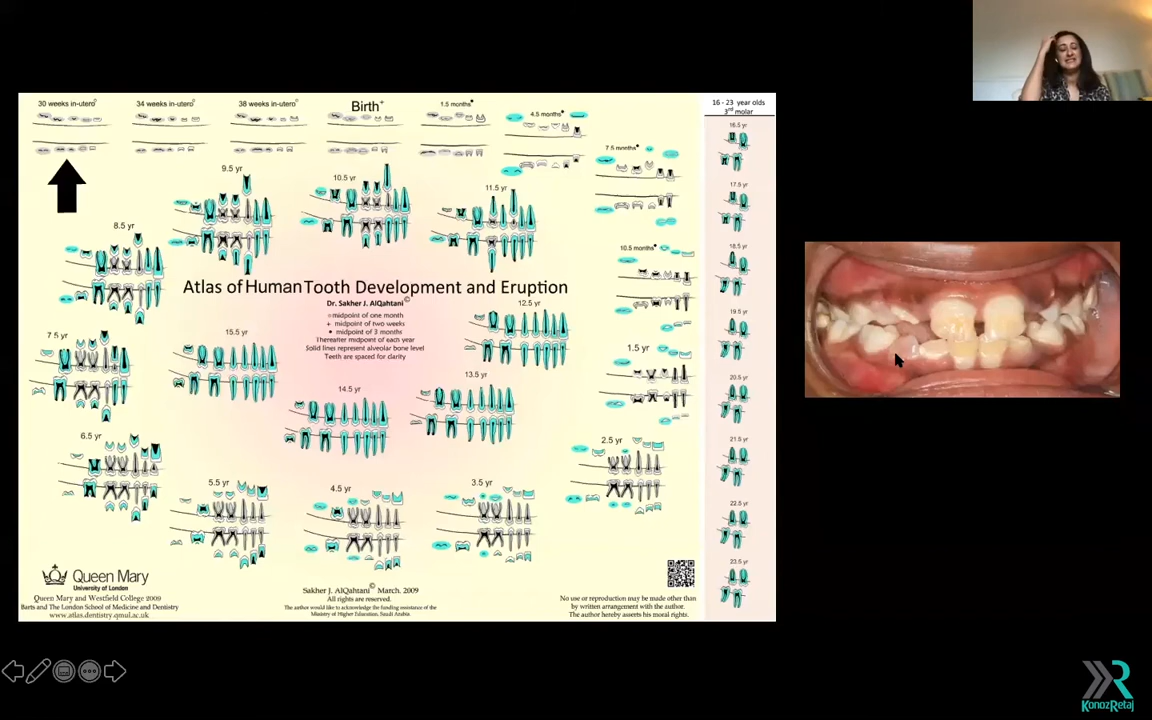 30 weeks in-utero©
34 weeks in-utero©
38 weeks in-utero©
Birth+
1.5 months
4.5 months
7.5 months
10.5 months
16 - 23 year olds
3rd molar
16.5 yr
17.5 yr
18.5 yr
19.5 yr
20.5 yr
21.5 yr
22.5 yr
23.5 yr
9.5 yr
10.5 yr
11.5 yr
8.5 yr
Atlas of Human Tooth Development and Eruption
Dr. Sakher J. AlQahtani©
midpoint of one month
+ midpoint of two weeks
• midpoint of 3 months
Thereafter midpoint of each year
Solid lines represent alveolar bone level
Teeth are spaced for clarity
12.5 yr
7.5 yr
15.5 yr
1.5 yr
13.5 yr
14.5 yr
6.5 yr
2.5 yr
5.5 yr
4.5 yr
3.5 yr
Queen Mary
University of London
Queen Mary and Westfield College 2009
Barts and The London School of Medicine and Dentistry
www.atlas.dentistry.qmul.ac.uk
Sakher J. AlQahtani© March. 2009
All rights are reserved.
The author would like to acknowledge the funding assistance of the
Ministry of Higher Education, Saudi Arabia
No use or reproduction may be made other than
by written arrangement with the author.
The author hereby asserts his moral rights.
KonozRetaj